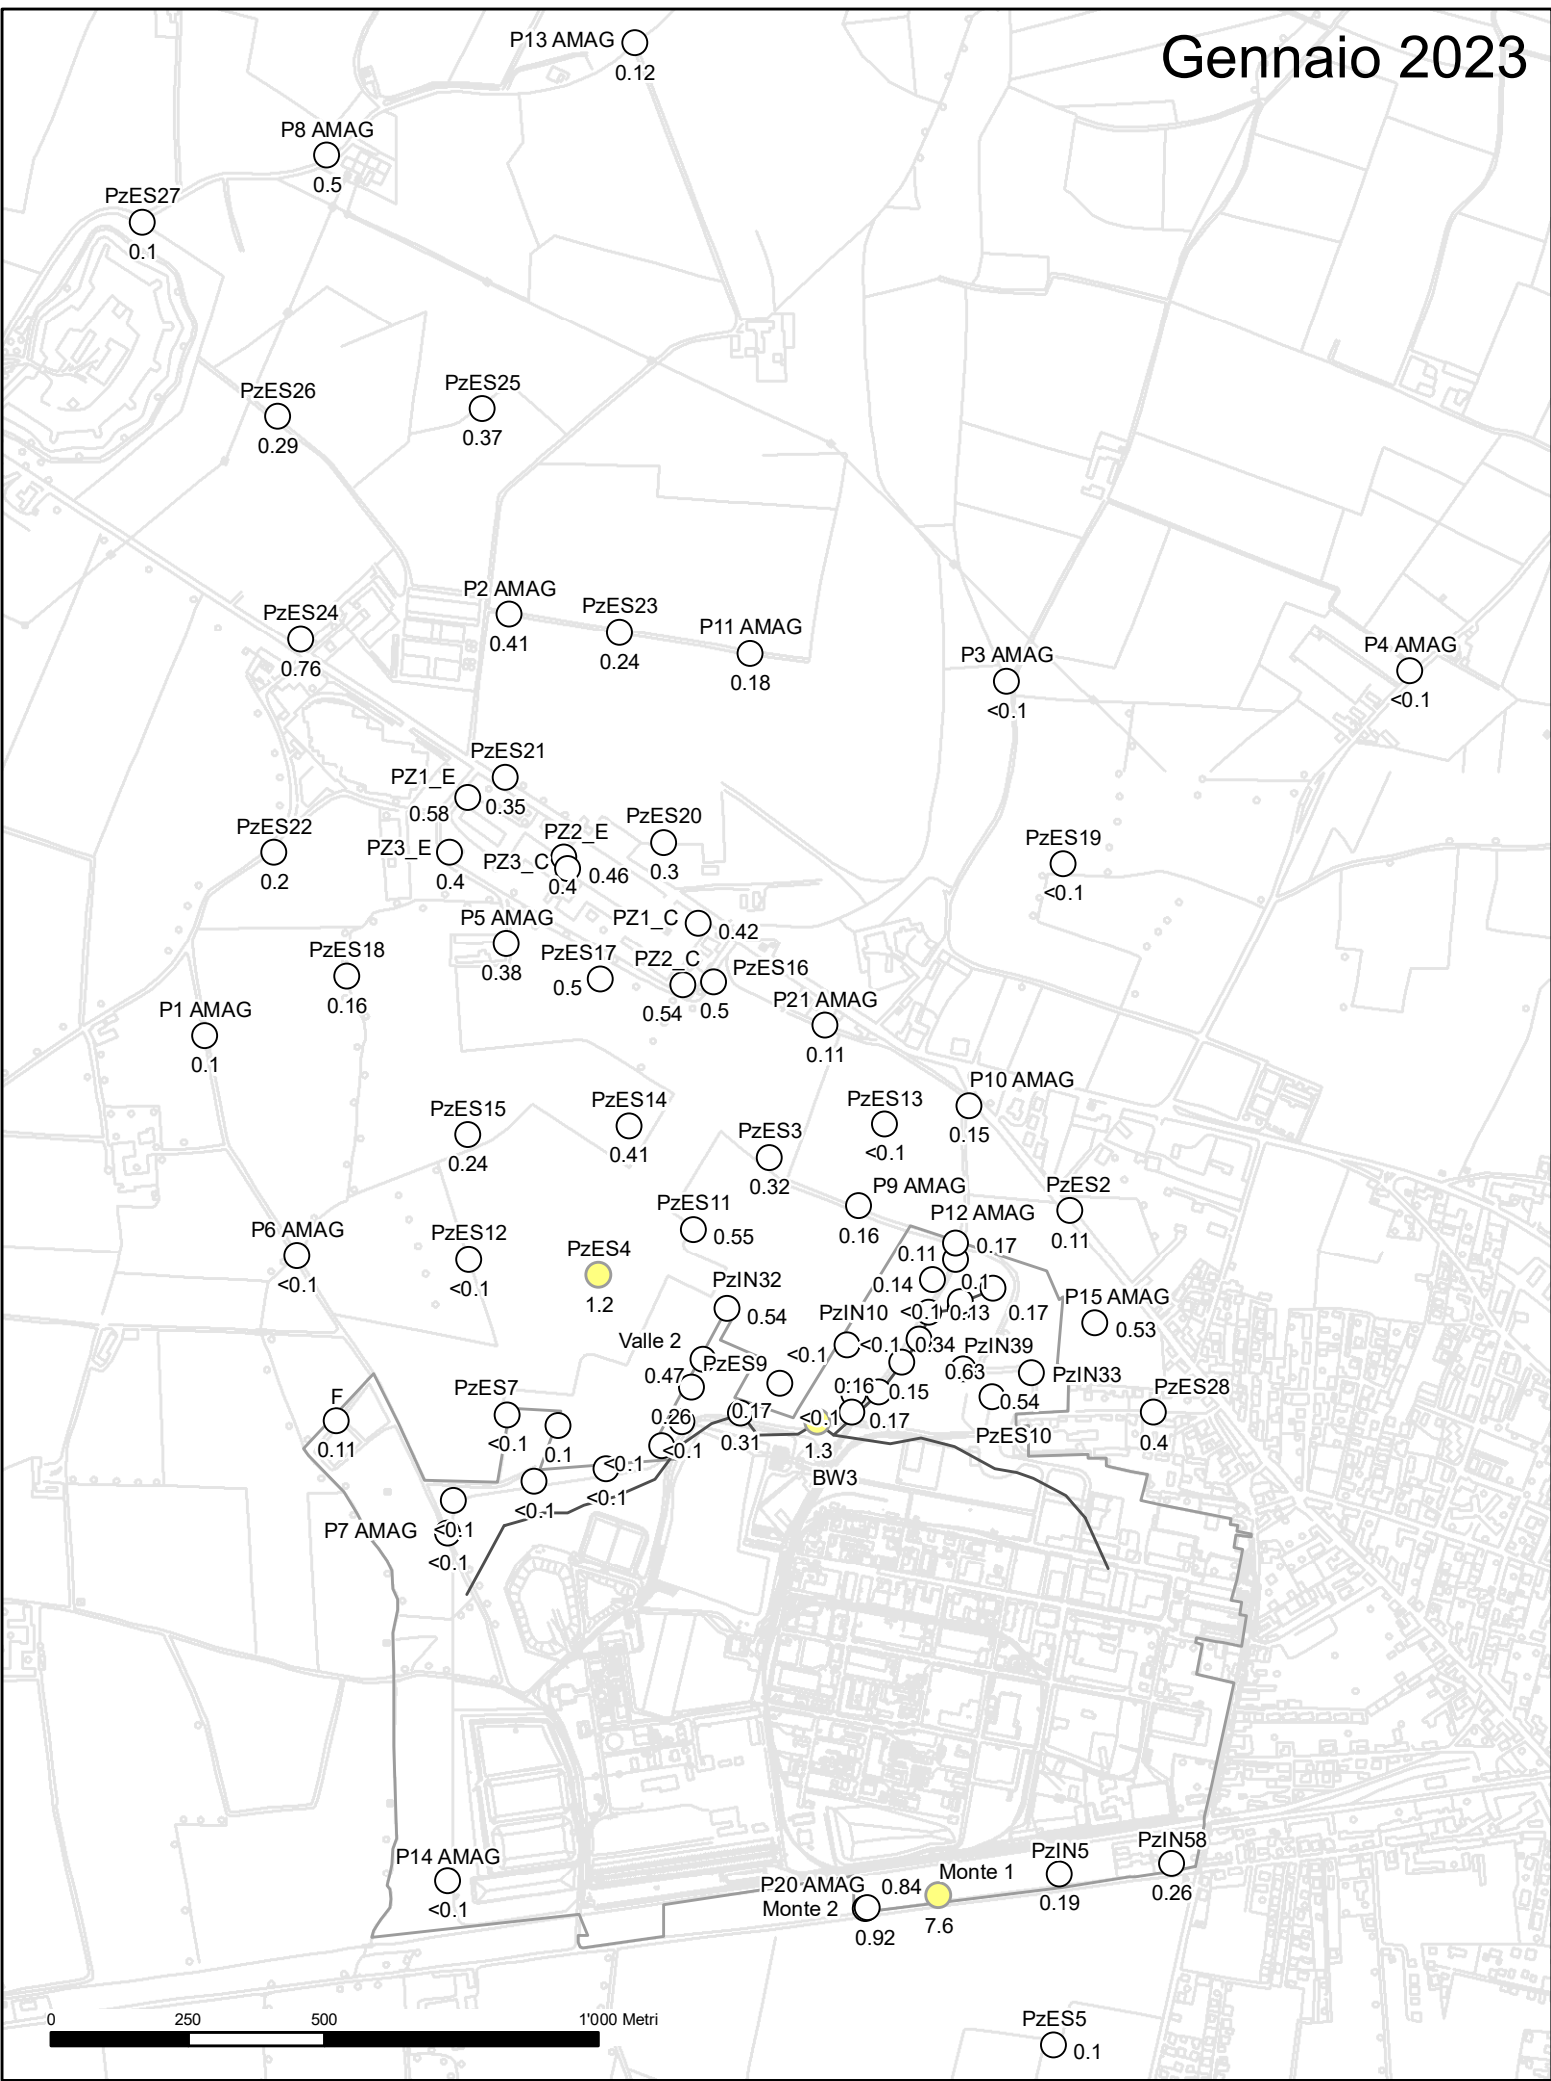 Gennaio 2023
P13 AMAG
0.12
P8 AMAG
0.5
PzES27
0.1
PzES26
0.29
PzES25
0.37
P2 AMAG
0.41
PzES23
0.24
P11 AMAG
0.18
PzES24
0.76
P3 AMAG
<0.1
P4 AMAG
<0.1
PzES21
0.35
PZ1_E
0.58
PzES22
0.2
PZ3_E
0.4
PZ2_E
0.46
PZ3_C
0.4
PzES20
0.3
PzES19
<0.1
P5 AMAG
0.38
PZ1_C
0.42
PzES18
0.16
PzES17
0.5
PZ2_C
0.54
PzES16
0.5
P21 AMAG
0.11
P1 AMAG
0.1
P10 AMAG
0.15
PzES15
0.24
PzES14
0.41
PzES13
<0.1
PzES3
0.32
P9 AMAG
0.16
PzES2
0.11
PzES11
0.55
P12 AMAG
0.17
0.11
P6 AMAG
<0.1
PzES12
<0.1
PzES4
1.2
0.14
0.1
PzIN32
0.54
PzIN10
<0.1
0.13
0.17
P15 AMAG
0.53
Valle 2
0.47
PzES9
<0.1
<0.1
0.34
PzIN39
0.63
PzIN33
0.54
PzES10
PzES28
0.4
0.16
0.15
0.17
<0.1
0.17
1.3
BW3
0.31
0.26
<0.1
F
0.11
PzES7
<0.1
0.1
<0.1
<0.1
<0.1
P7 AMAG
<0.1
<0.1
P14 AMAG
<0.1
P20 AMAG
0.84
Monte 2
0.92
Monte 1
7.6
PzIN5
0.19
PzIN58
0.26
PzES5
0.1
0
250
500
1'000 Metri